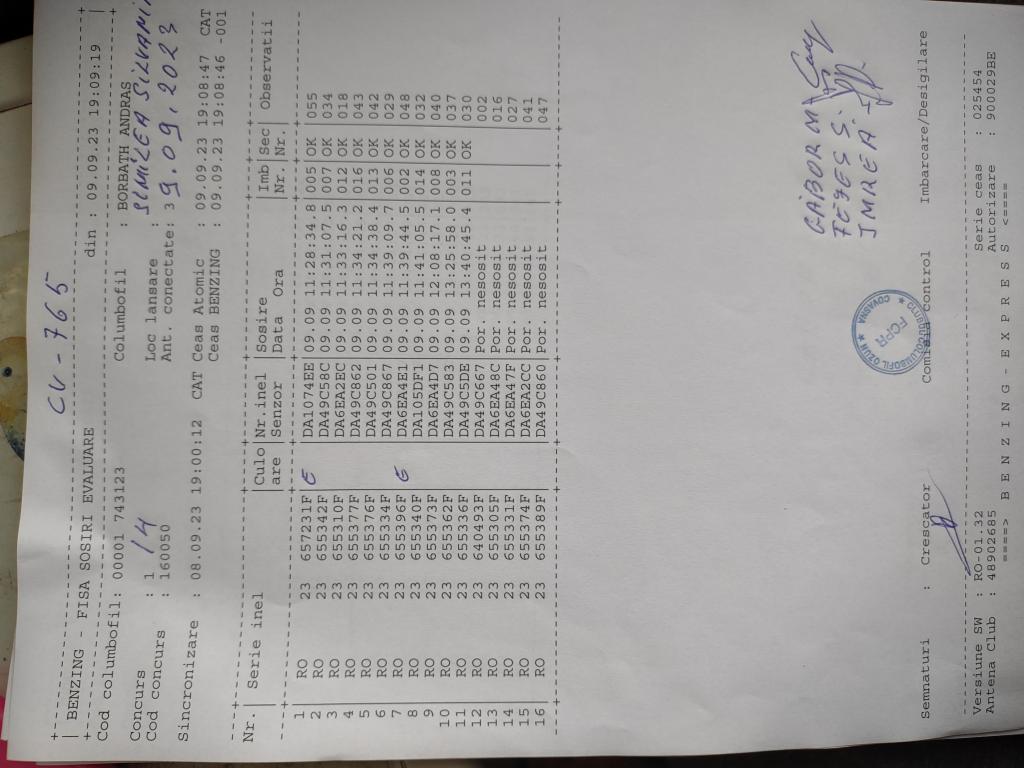 CV-765
BENZING - FISA SOSIRI EVALUARE din : 09.09.23 19:09:19
Cod columbofil: 00001 743123 Columbofil : BORBATH ANDRAS
Concurs : 1 /4 Loc lansare : SIMLEA SILVANI
Cod concurs : 160050 Ant. conectate: 3 9.09.2023
Sincronizare : 08.09.23 19:00:12 CAT Ceas Atomic : 09.09.23 19:08:47 CAT
Ceas BENZING : 09.09.23 19:08:46 -001
Nr.| Serie inel |Culo|Nr.inel |Sosire |Imb|Sec| Observatii
|are |Senzor |Data Ora |Nr.|Nr.|
1 RO 23 657231F DA1074EE 09.09 11:28:34.8 005 OK 055
2 RO 23 655342F G DA49C58C 09.09 11:31:07.5 007 OK 034
3 RO 23 655310F DA6EA2EC 09.09 11:33:16.3 012 OK 018
4 RO 23 655377F DA49C862 09.09 11:34:21.2 016 OK 043
5 RO 23 655376F DA49C501 09.09 11:34:38.4 013 OK 042
6 RO 23 655334F DA49C867 09.09 11:39:09.7 006 OK 029
7 RO 23 655396F DA6EA4E1 09.09 11:39:44.5 002 OK 048
8 RO 23 655340F G DA105DF1 09.09 11:41:05.5 014 OK 032
9 RO 23 655373F DA6EA4D7 09.09 12:08:17.1 008 OK 040
10 RO 23 655362F DA49C583 09.09 13:25:58.0 003 OK 037
11 RO 23 655336F DA49C5DE 09.09 13:40:45.4 011 OK 030
12 RO 23 640493F DA49C667 Por. nesosit 002
13 RO 23 655305F DA6EA48C Por. nesosit 016
14 RO 23 655331F DA6EA47F Por. nesosit 027
15 RO 23 655374F DA6EA2CC Por. nesosit 041
16 RO 23 655389F DA49C860 Por. nesosit 047
GÁBOR M
FEJES S.
IMREA.
FCPR
COVASNA
Semnaturi : Crescator Comisia Control Imbarcare/Desigilare
Versiune SW : RO-01.32 Serie ceas : 025454
Antena Club : 48902685 Autorizare : 900029BE
====> B E N Z I N G - E X P R E S S <====